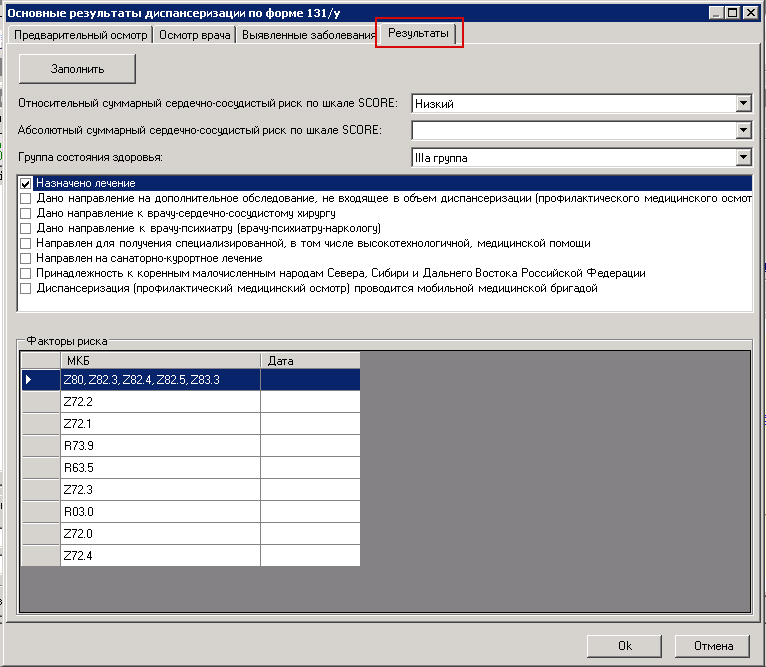 Основные результаты диспансеризации по форме 131/у
Предварительный осмотр Осмотр врача Выявленные заболевания Результаты
Заполнить
Относительный суммарный сердечно-сосудистый риск по шкале SCORE: Низкий
Абсолютный суммарный сердечно-сосудистый риск по шкале SCORE:
Группа состояния здоровья: IIIа группа
Назначено лечение
Дано направление на дополнительное обследование, не входящее в объем диспансеризации (профилактического медицинского осмот
Дано направление к врачу-сердечно-сосудистому хирургу
Дано направление к врачу-психиатру (врачу-психиатру-наркологу)
Направлен для получения специализированной, в том числе высокотехнологичной, медицинской помощи
Направлен на санаторно-курортное лечение
Принадлежность к коренным малочисленным народам Севера, Сибири и Дальнего Востока Российской Федерации
Диспансеризация (профилактический медицинский осмотр) проводится мобильной медицинской бригадой
Факторы риска
МКБ Дата
Z80, Z82.3, Z82.4, Z82.5, Z83.3
Z72.2
Z72.1
R73.9
R63.5
Z72.3
R03.0
Z72.0
Z72.4
Ok Отмена